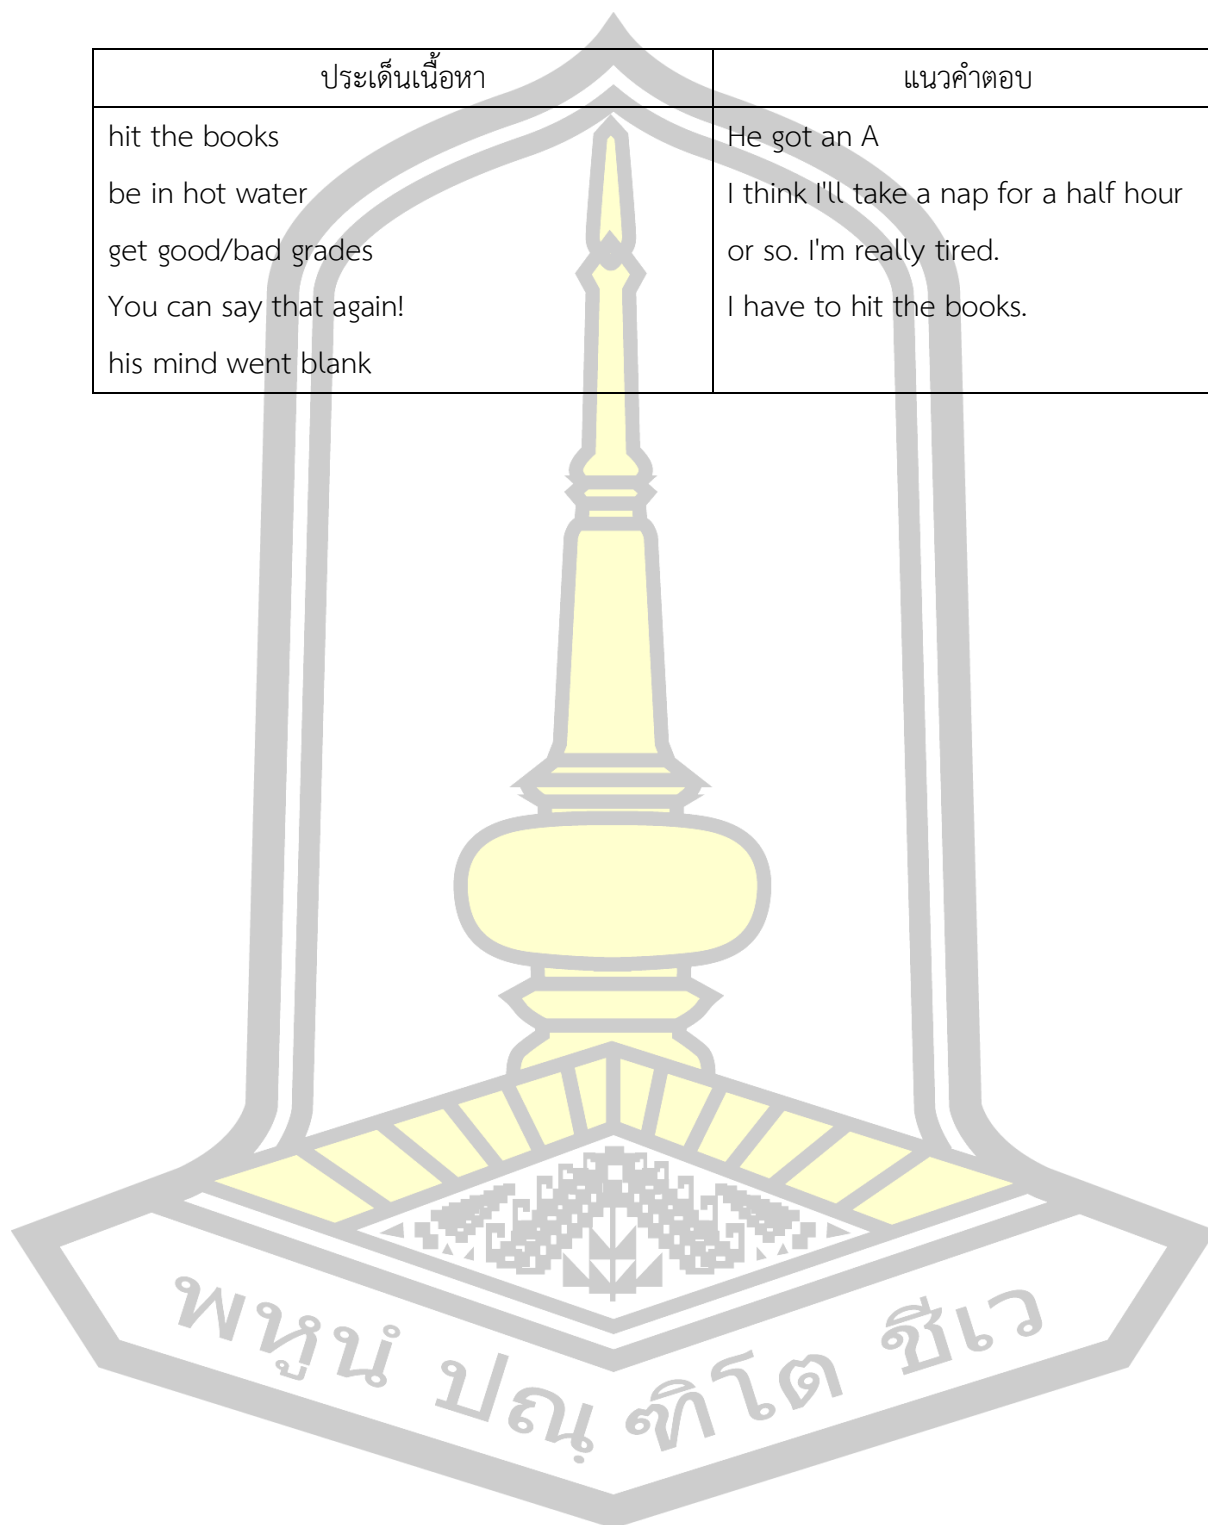 ประเด็นเนื้อหา
แนวคำตอบ
hit the books
be in hot water
get good/bad grades
You can say that again!
his mind went blank
He got an A
I think I'll take a nap for a half hour
or so. I'm really tired.
I have to hit the books.
พหูนํ ปณฺฑิโต ชีเว